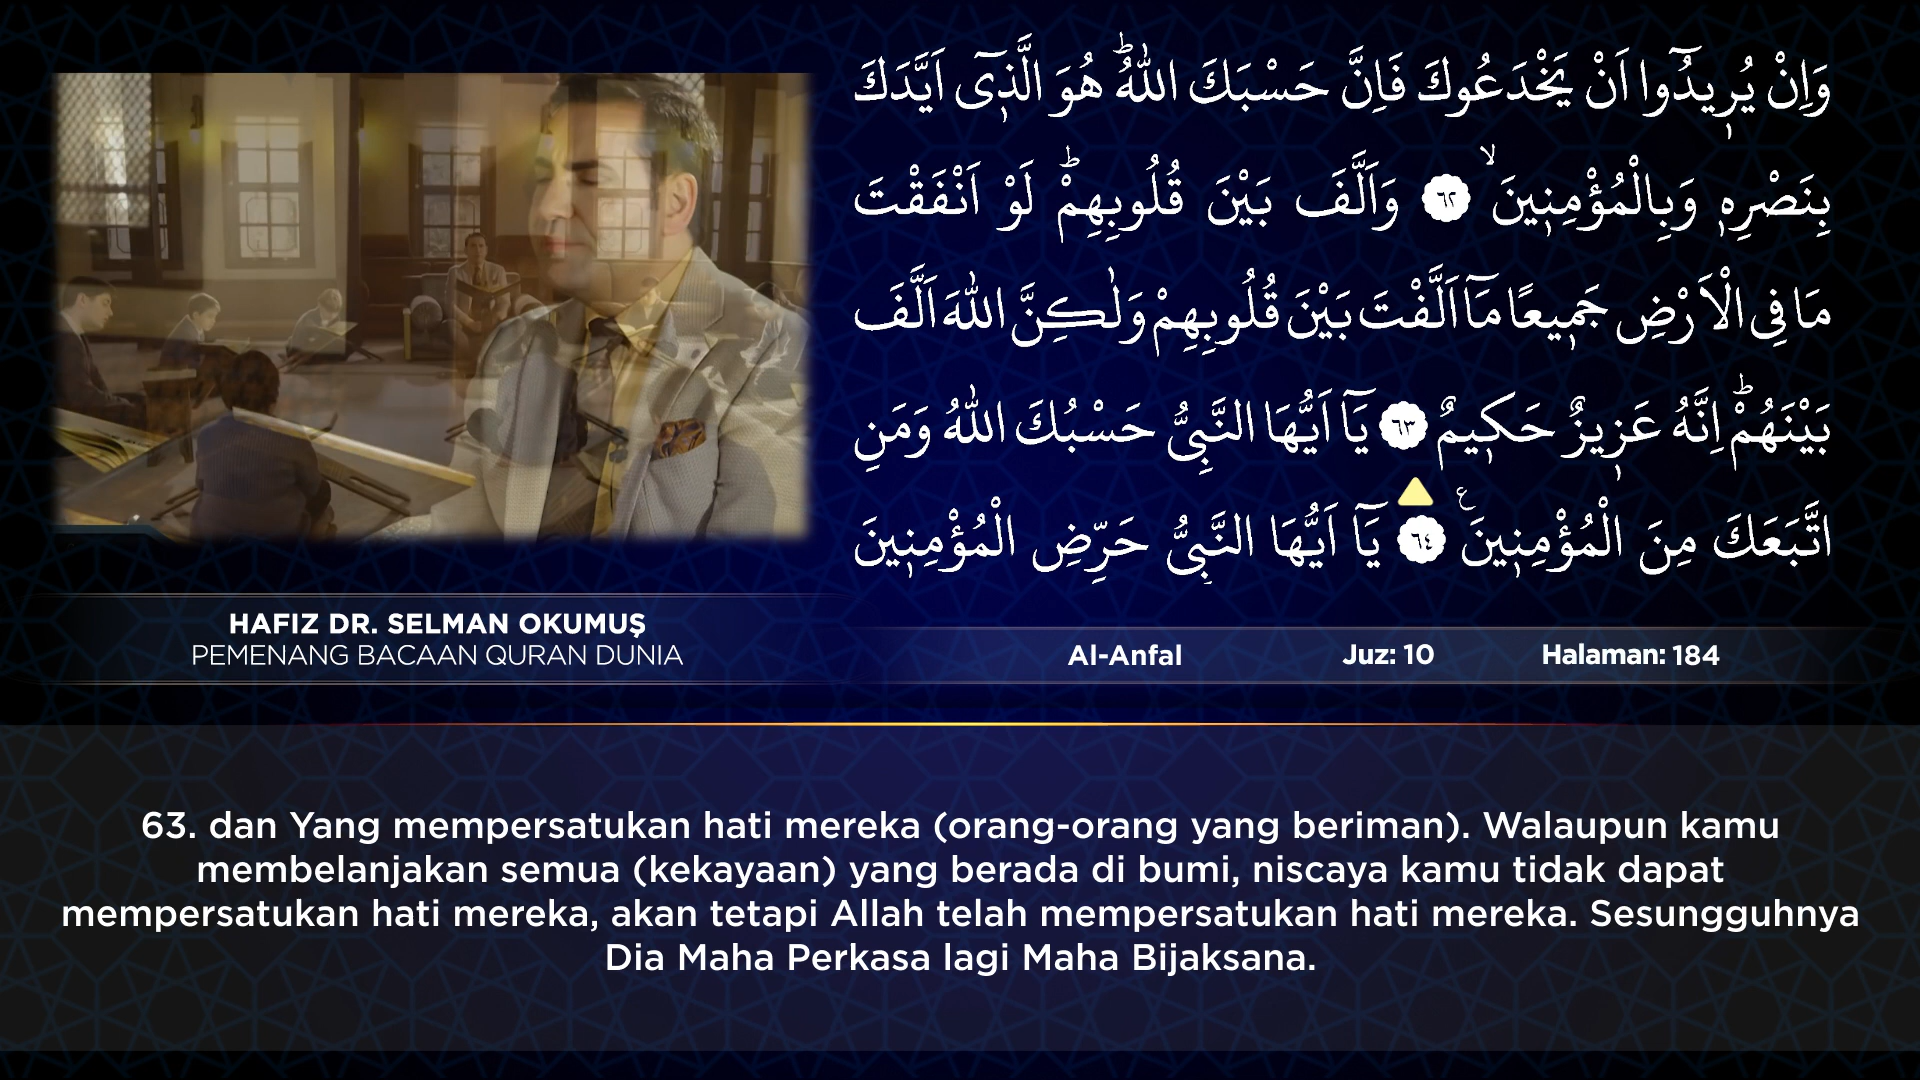 وَاِنْ يُرٖيدُٓوا اَنْ يَخْدَعُوكَ فَاِنَّ حَسْبَكَ اللّٰهُؕ هُوَ الَّذٖٓى اَيَّدَكَ
بِنَصْرِهٖ وَبِالْمُؤْمِنٖينَۙ ٦٢ وَاَلَّفَ بَيْنَ قُلُوبِهِمْؕ لَوْ اَنْفَقْتَ
مَا فِى الْاَرْضِ جَمٖيعًا مَٓا اَلَّفْتَ بَيْنَ قُلُوبِهِمْ وَلٰكِنَّ اللّٰهَ اَلَّفَ
بَيْنَهُمْؕ اِنَّهُ عَزٖيزٌ حَكٖيمٌ ٦٣ يَٓا اَيُّهَا النَّبِىُّ حَسْبُكَ اللّٰهُ وَمَنِ
اتَّبَعَكَ مِنَ الْمُؤْمِنٖينَ ع ٦٤ يَٓا اَيُّهَا النَّبِىُّ حَرِّضِ الْمُؤْمِنٖينَ
HAFIZ DR. SELMAN OKUMUŞ
PEMENANG BACAAN QURAN DUNIA
Al-Anfal Juz: 10 Halaman: 184
63. dan Yang mempersatukan hati mereka (orang-orang yang beriman). Walaupun kamu
membelanjakan semua (kekayaan) yang berada di bumi, niscaya kamu tidak dapat
mempersatukan hati mereka, akan tetapi Allah telah mempersatukan hati mereka. Sesungguhnya
Dia Maha Perkasa lagi Maha Bijaksana.